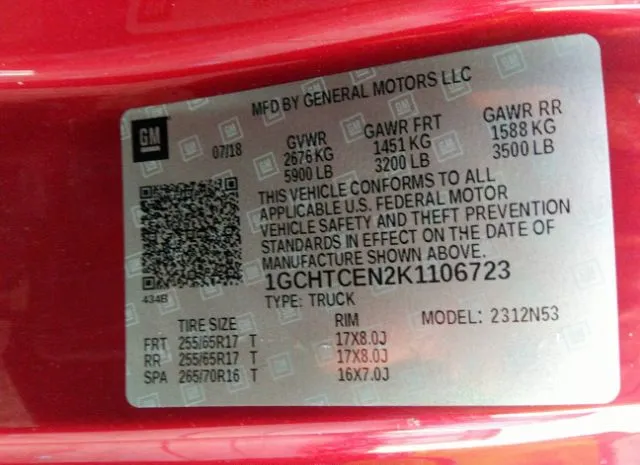 MFD BY GENERAL MOTORS LLC
GM
07/18
GVWR
2676 KG
5900 LB
GAWR FRT
1451 KG
3200 LB
GAWR RR
1588 KG
3500 LB
THIS VEHICLE CONFORMS TO ALL
APPLICABLE U.S. FEDERAL MOTOR
VEHICLE SAFETY AND THEFT PREVENTION
STANDARDS IN EFFECT ON THE DATE OF
MANUFACTURE SHOWN ABOVE.
434B
1GCHTCEN2K1106723
TYPE: TRUCK
MODEL: 2312N53
TIRE SIZE RIM
FRT 255/65R17 T 17X8.0J
RR 255/65R17 T 17X8.0J
SPA 265/70R16 T 16X7.0J